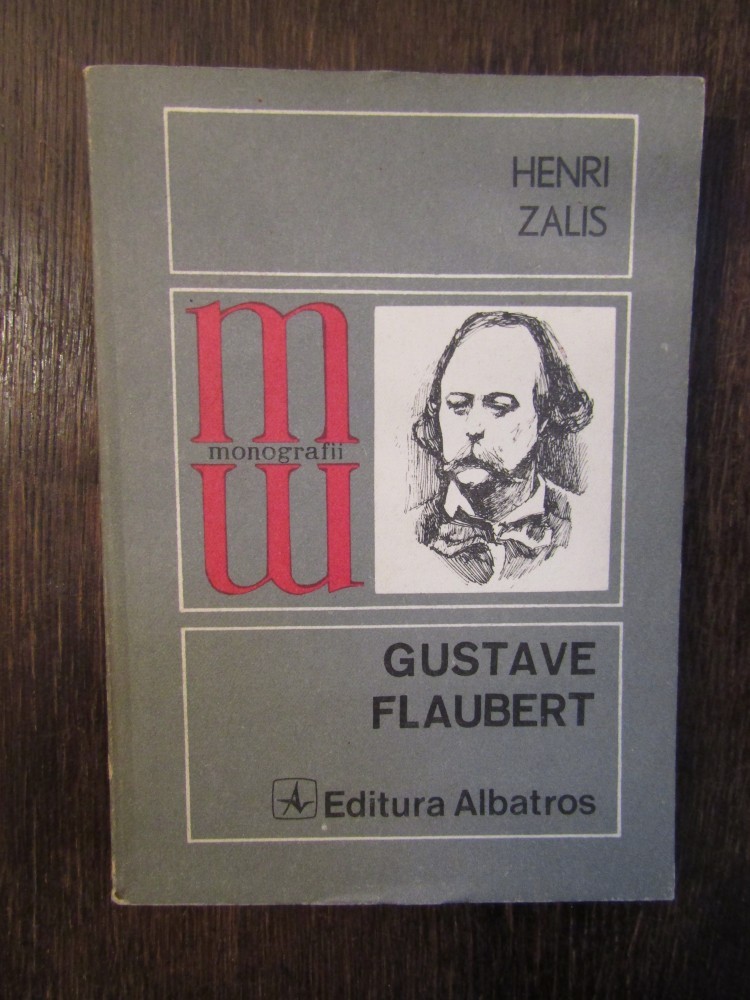 HENRI
ZALIS
m
monografii
m
GUSTAVE
FLAUBERT
Editura Albatros